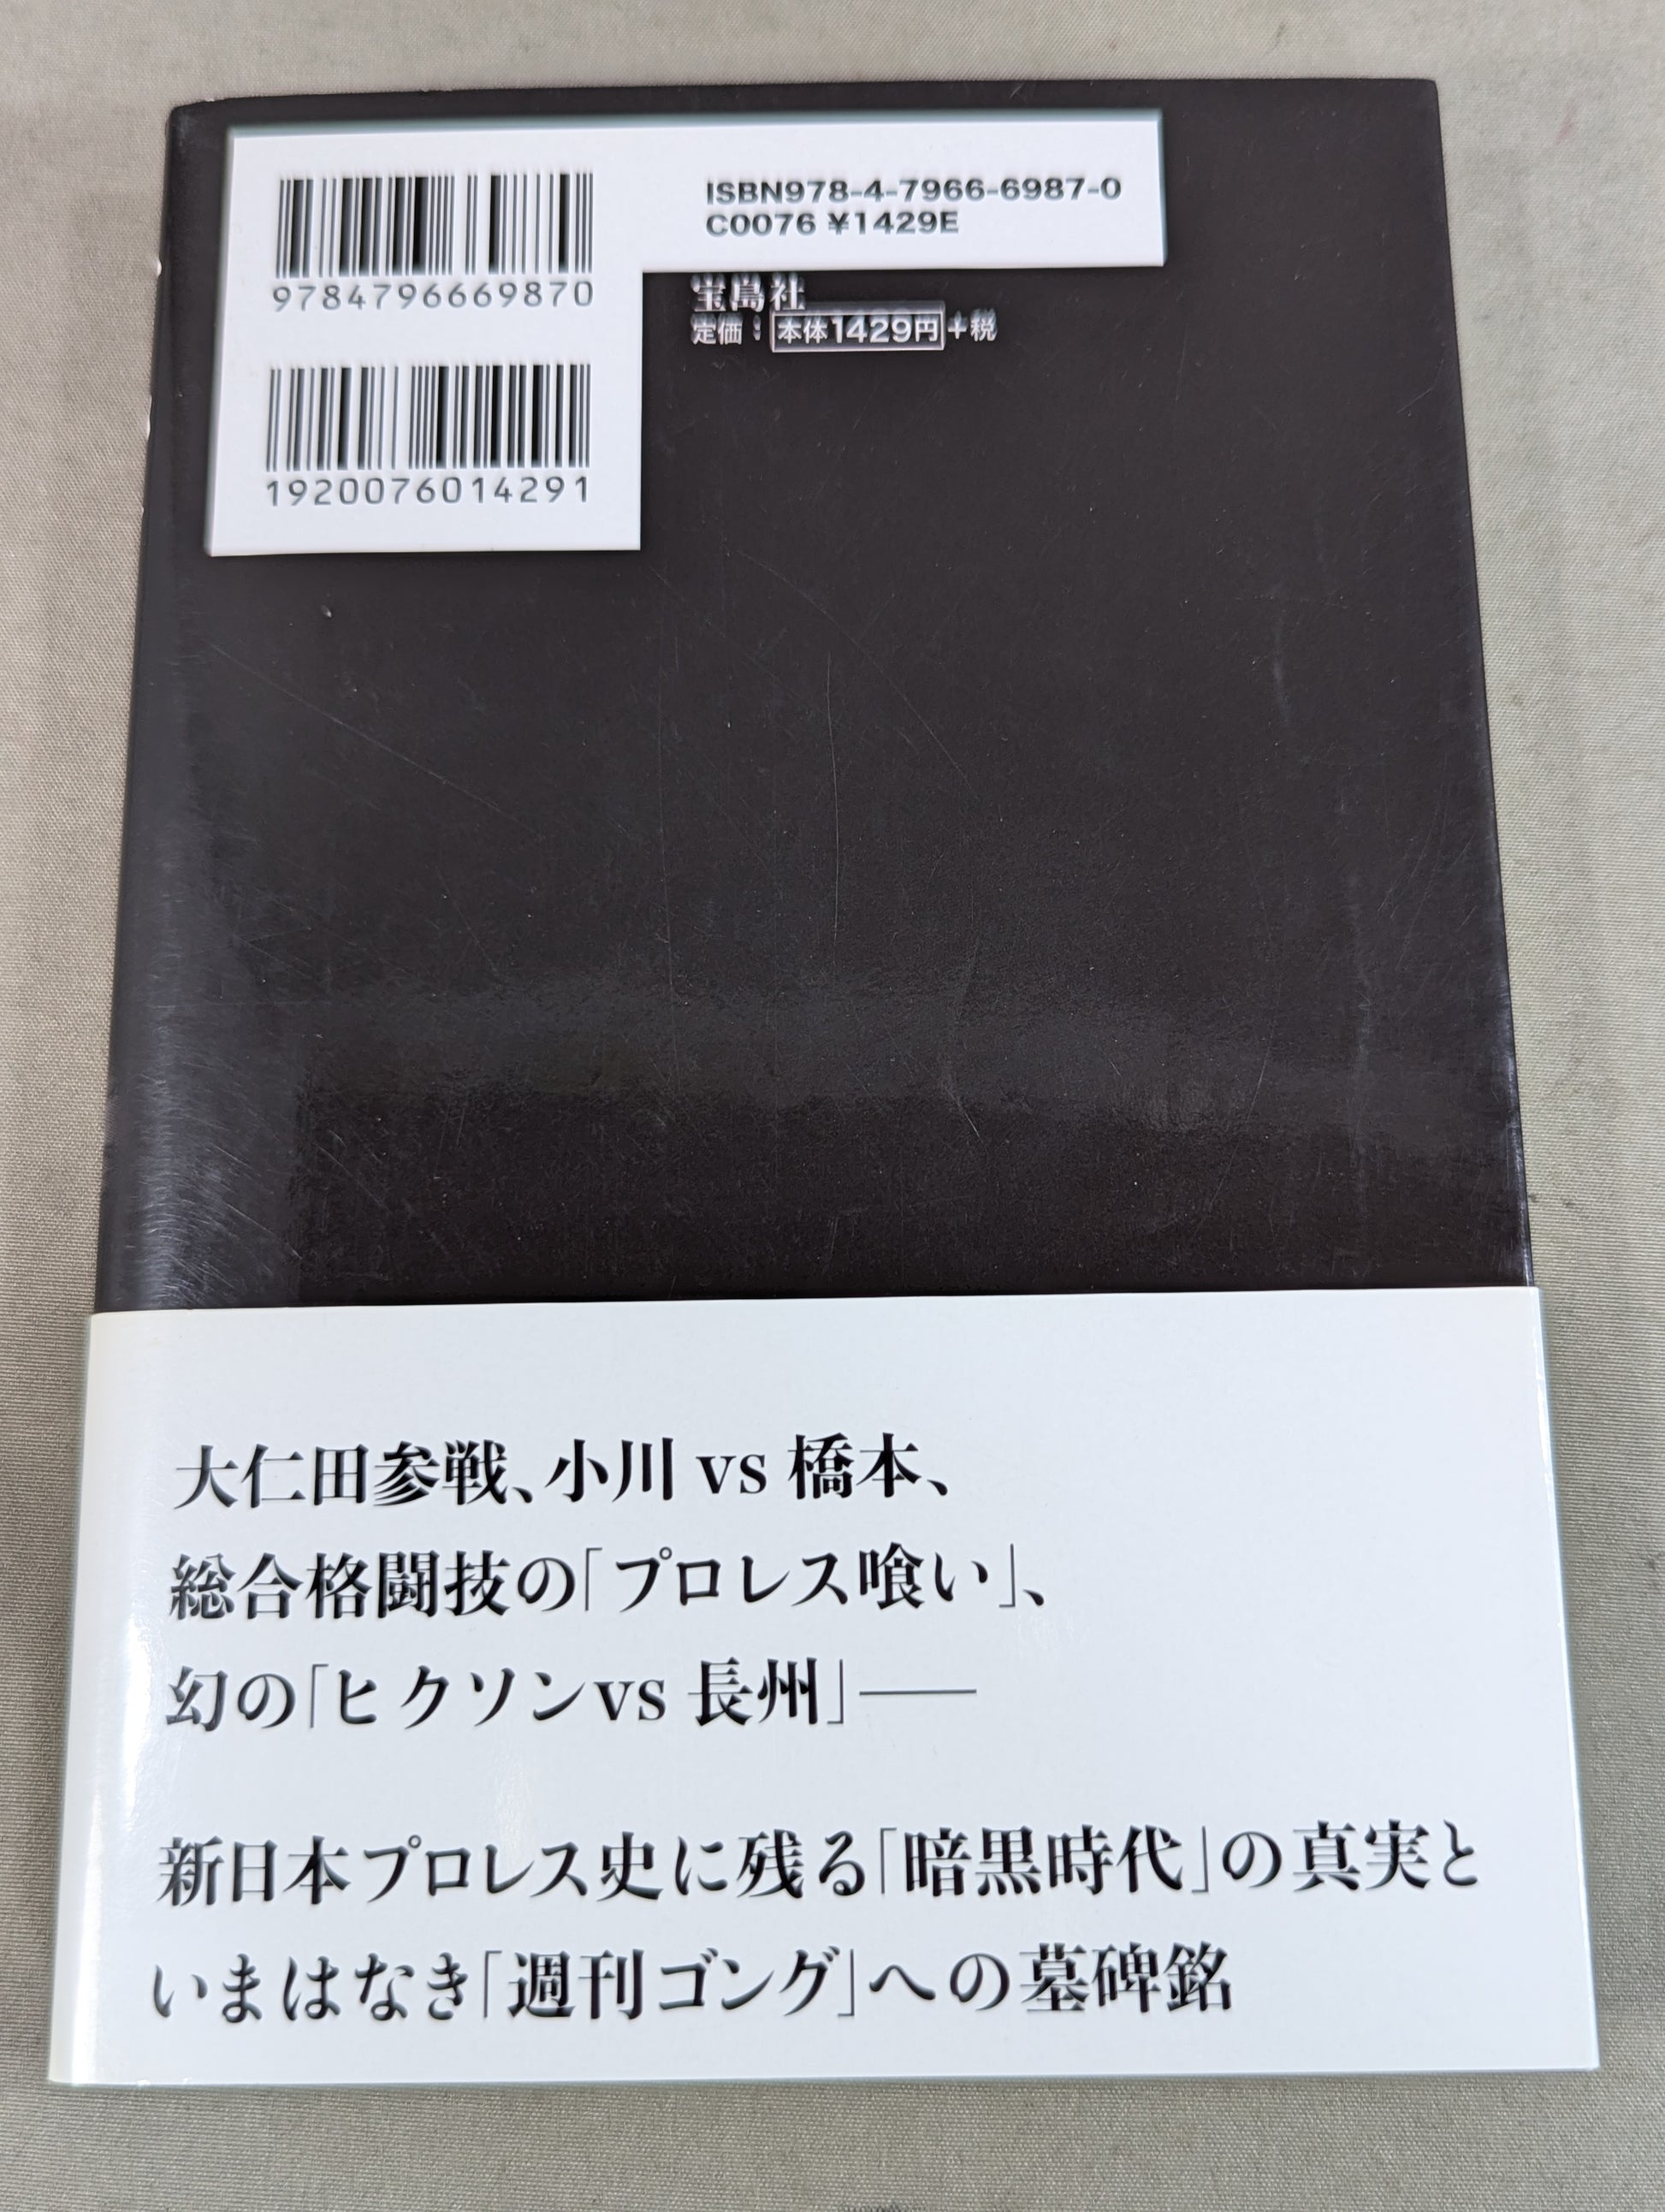 ISBN978-4-7966-6987-0
C0076 ¥1429E
9784796669870
1920076014291
宝島社
定価：本体1429円+税
大仁田参戦、小川 vs 橋本、
総合格闘技の「プロレス喰い」、
幻の「ヒクソンvs 長州」――
新日本プロレス史に残る「暗黒時代」の真実と
いまはなき「週刊ゴング」への墓碑銘